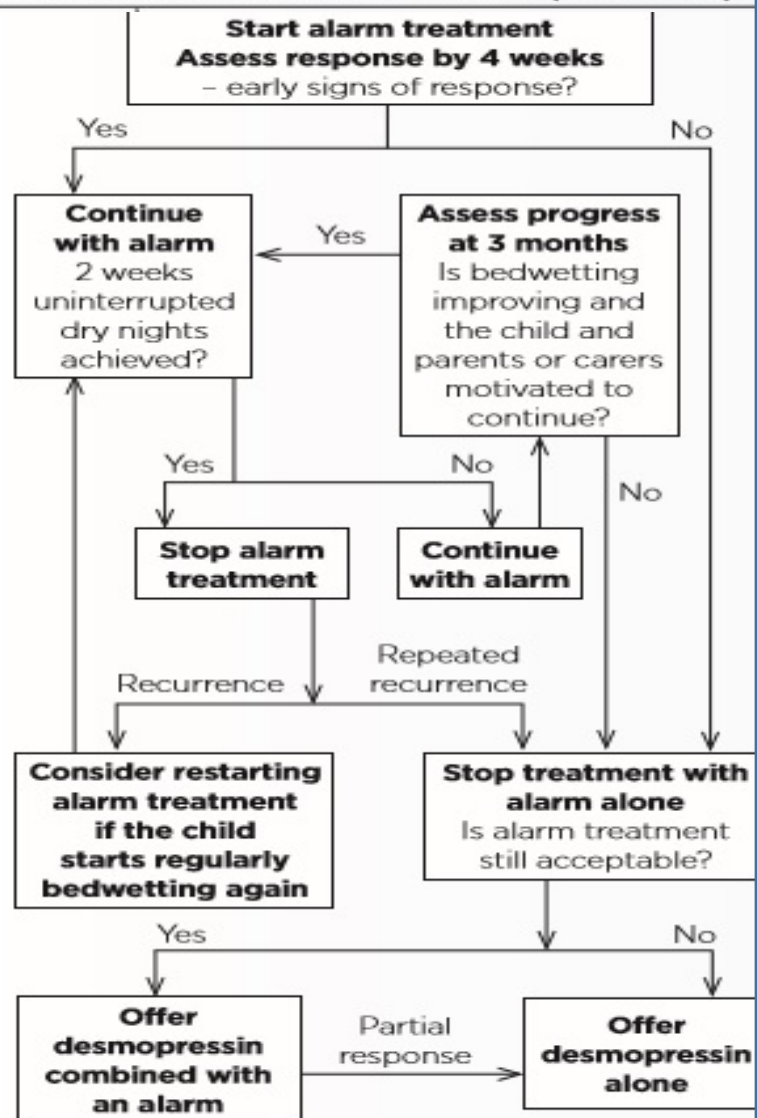 Start alarm treatment
Assess response by 4 weeks
– early signs of response?
Yes
No
Continue
with alarm
2 weeks
uninterrupted
dry nights
achieved?
Yes
Assess progress
at 3 months
Is bedwetting
improving and
the child and
parents or carers
motivated to
continue?
Yes
No
No
Stop alarm
treatment
Continue
with alarm
Recurrence
Repeated
recurrence
Consider restarting
alarm treatment
if the child
starts regularly
bedwetting again
Stop treatment with
alarm alone
Is alarm treatment
still acceptable?
Yes
No
Offer
desmopressin
combined with
an alarm
Partial
response
Offer
desmopressin
alone